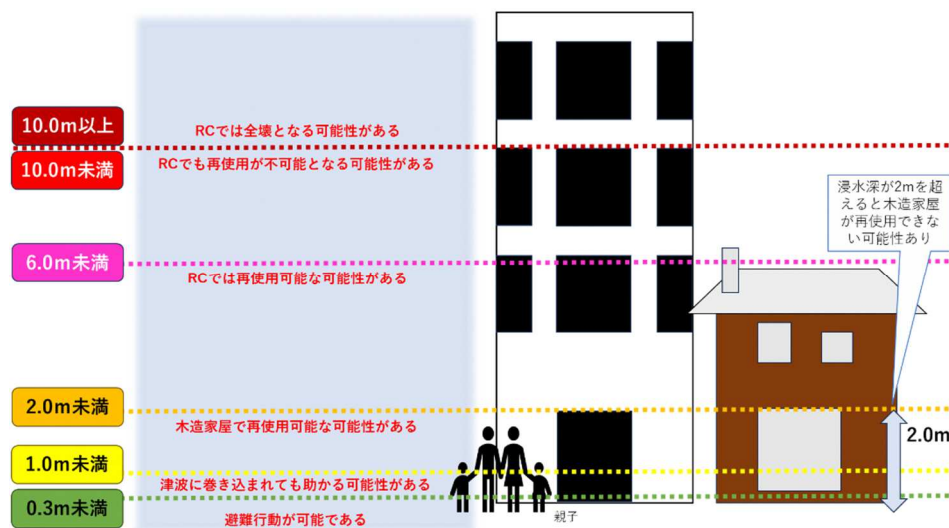 10.0m以上
RCでは全壊となる可能性がある
10.0m未満
RCでも再使用が不可能となる可能性がある
浸水深が2mを超
えると木造家屋
が再使用できな
い可能性あり
6.0m未満
RCでは再使用可能な可能性がある
2.0m未満
木造家屋で再使用可能な可能性がある
2.0m
1.0m未満
津波に巻き込まれても助かる可能性がある
0.3m未満
親子
避難行動が可能である